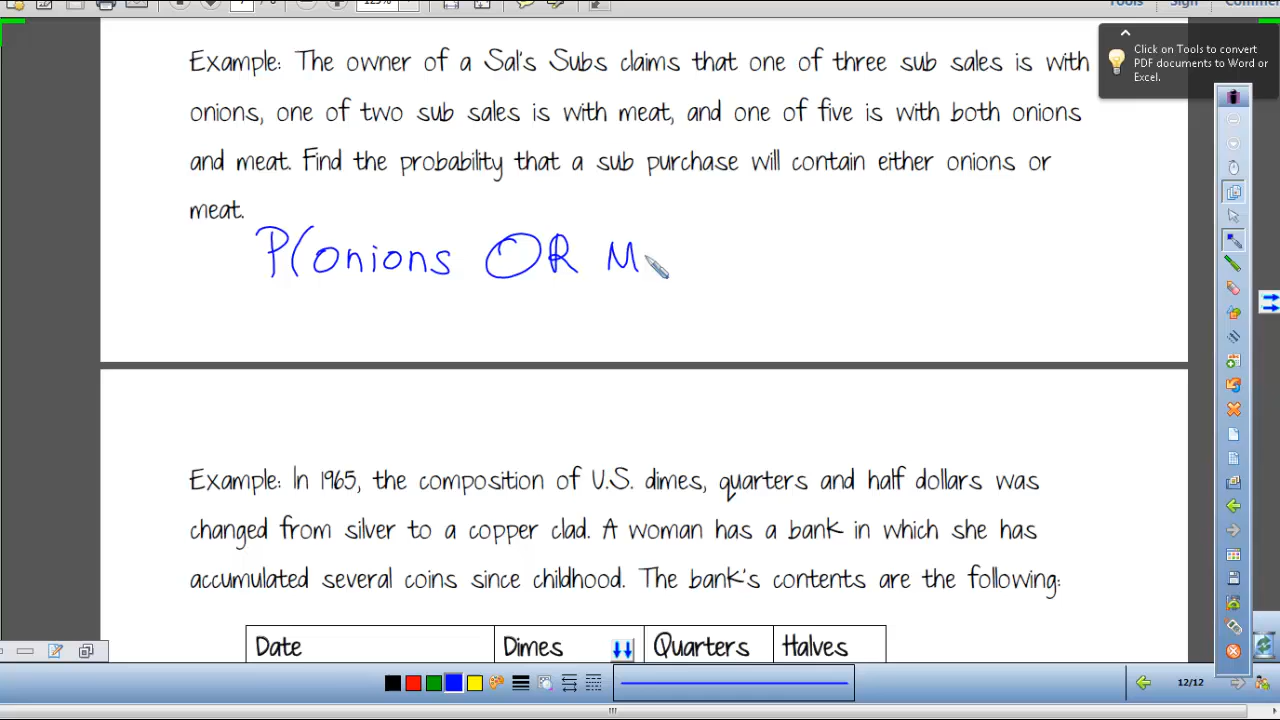 Tools
Sign
Click on Tools to convert
PDF documents to Word or
Excel.
Example: The owner of a Sal's Subs claims that one of three sub sales is with
onions, one of two sub sales is with meat, and one of five is with both onions
and meat. Find the probability that a sub purchase will contain either onions or
meat.
P(onions OR M
Example: In 1965, the composition of U.S. dimes, quarters and half dollars was
changed from silver to a copper clad. A woman has a bank in which she has
accumulated several coins since childhood. The bank's contents are the following:
Date Dimes Quarters Halves
12/12